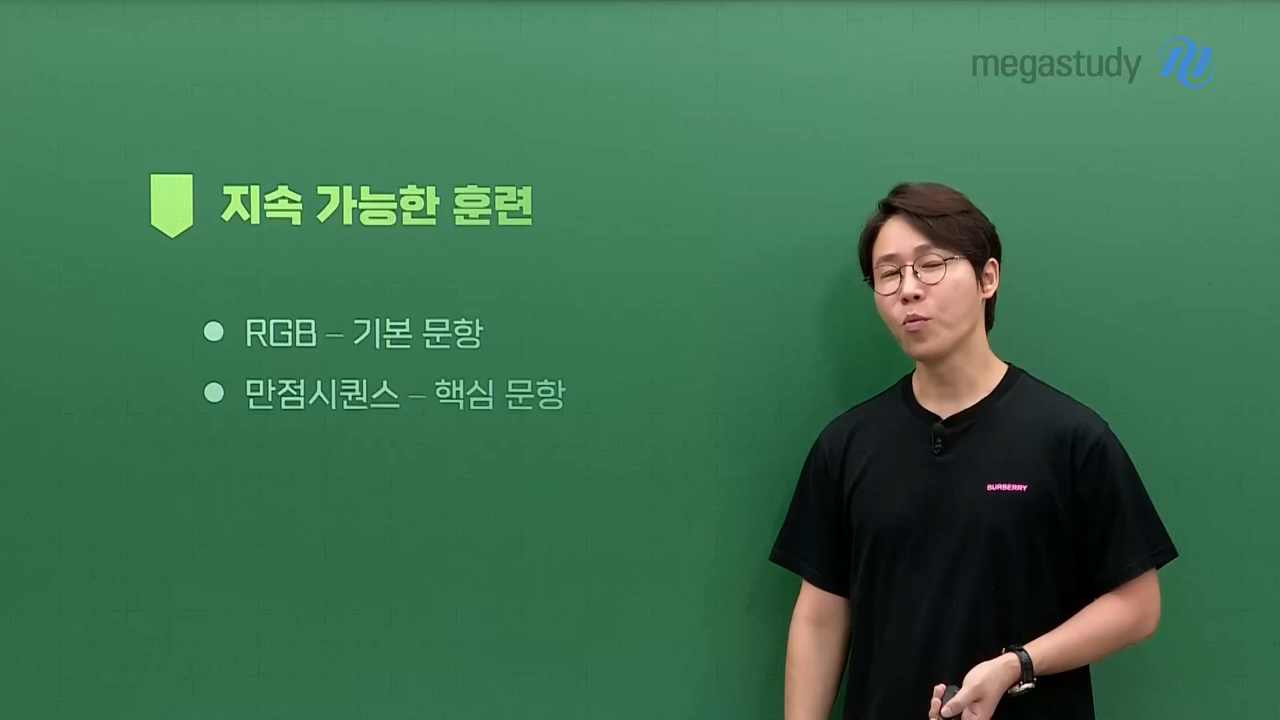 megastudy
지속 가능한 훈련
RGB – 기본 문항
만점시퀀스 – 핵심 문항
BURBERRY